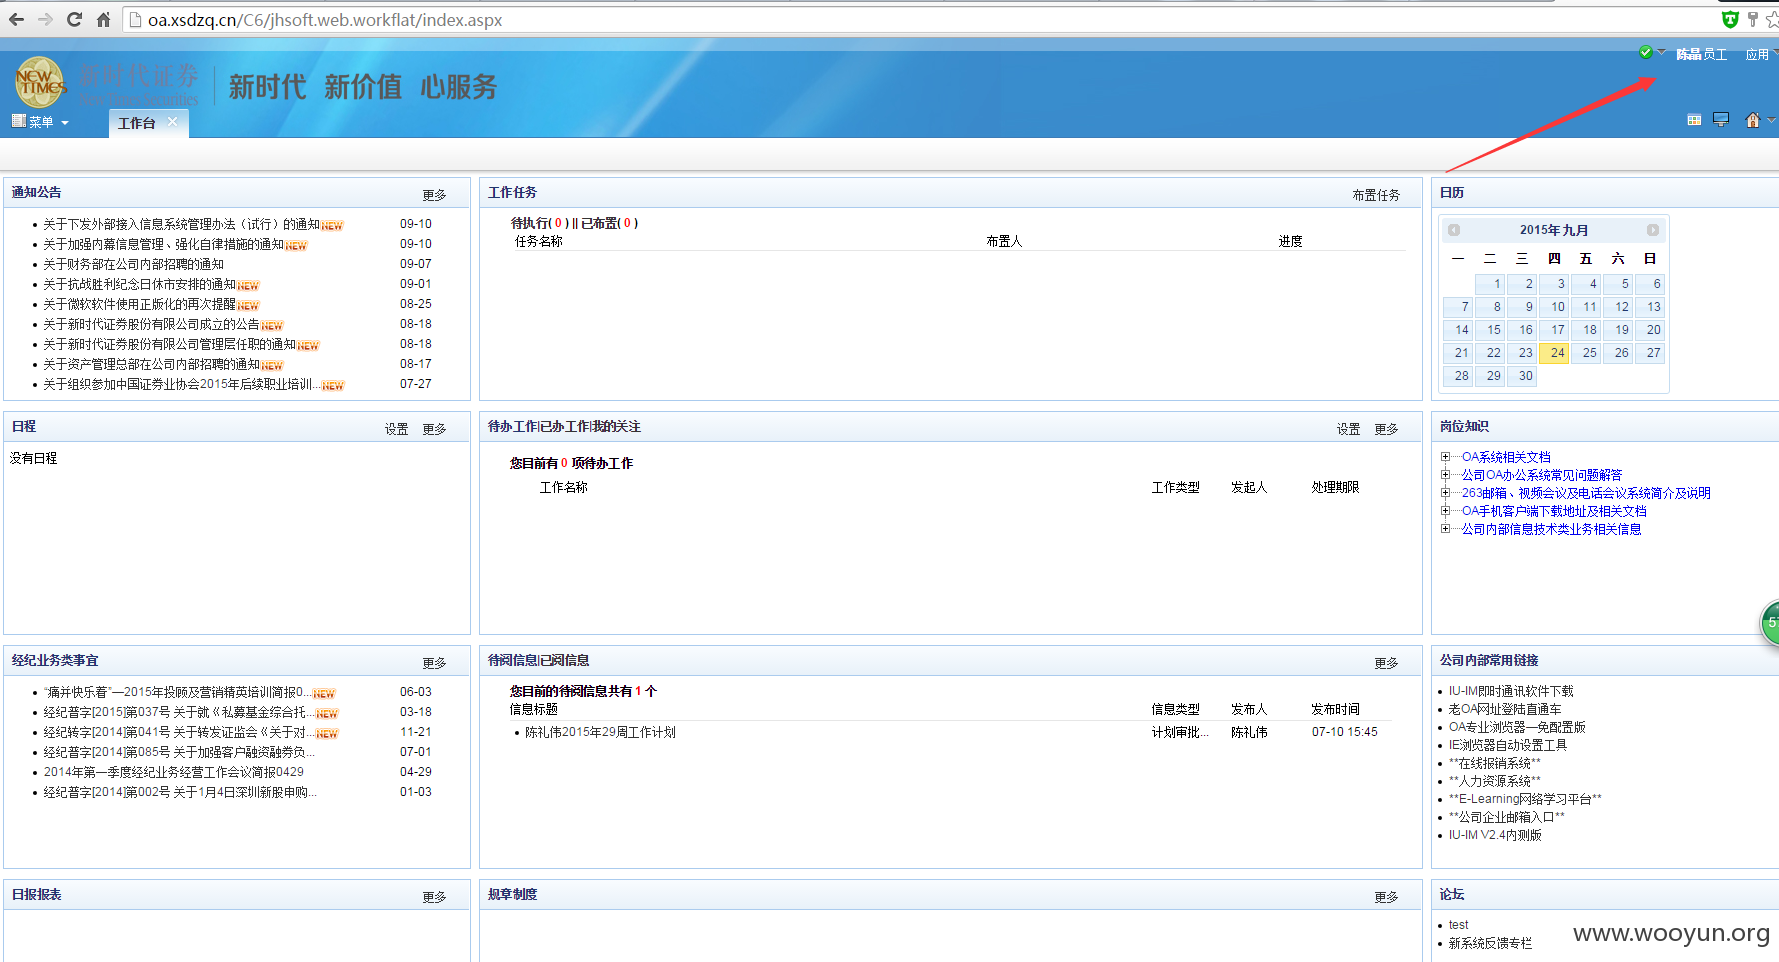 oa.xsdzq.cn/C6/jhsoft.web.workflat/index.aspx
陈晶 员工 应用
NEW TIMES
新时代证券
新时代 新价值 心服务
菜单
工作台
通知公告 更多
关于下发外部接入信息系统管理办法（试行）的通知 NEW 09-10
关于加强内幕信息管理、强化自律措施的通知 NEW 09-10
关于财务部在公司内部招聘的通知 09-07
关于抗战胜利纪念日休市安排的通知 NEW 09-01
关于微软软件使用正版化的再次提醒 NEW 08-25
关于新时代证券股份有限公司成立的公告 NEW 08-18
关于新时代证券股份有限公司管理层任职的通知 NEW 08-18
关于资产管理总部在公司内部招聘的通知 NEW 08-17
关于组织参加中国证券业协会2015年后续职业培训... NEW 07-27
工作任务 布置任务
待执行( 0 ) || 已布置( 0 )
任务名称 布置人 进度
日历
2015年 九月
一 二 三 四 五 六 日
1 2 3 4 5 6
7 8 9 10 11 12 13
14 15 16 17 18 19 20
21 22 23 24 25 26 27
28 29 30
日程 设置 更多
没有日程
待办工作|已办工作|我的关注 设置 更多
您目前有 0 项待办工作
工作名称 工作类型 发起人 处理期限
岗位知识
OA系统相关文档
公司OA办公系统常见问题解答
263邮箱、视频会议及电话会议系统简介及说明
OA手机客户端下载地址及相关文档
公司内部信息技术类业务相关信息
经纪业务类事宜 更多
“痛并快乐着”—2015年投顾及营销精英培训简报0... NEW 06-03
经纪普字[2015]第037号 关于就《私募基金综合托... NEW 03-18
经纪转字[2014]第041号 关于转发证监会《关于对... NEW 11-21
经纪普字[2014]第085号 关于加强客户融资融券负... 07-01
2014年第一季度经纪业务经营工作会议简报0429 04-29
经纪普字[2014]第002号 关于1月4日深圳新股申购... 01-03
待阅信息|已阅信息 更多
您目前的待阅信息共有 1 个
信息标题 信息类型 发布人 发布时间
陈礼伟2015年29周工作计划 计划审批... 陈礼伟 07-10 15:45
公司内部常用链接
IU-IM即时通讯软件下载
老OA网址登陆直通车
OA专业浏览器—免配置版
IE浏览器自动设置工具
**在线报销系统**
**人力资源系统**
**E-Learning网络学习平台**
**公司企业邮箱入口**
IU-IM V2.4内测版
日报报表 更多
规章制度 更多
论坛
test
新系统反馈专栏
www.wooyun.org